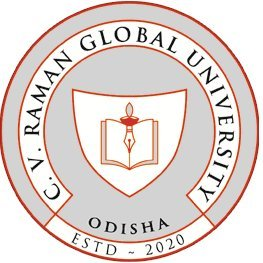 C. V. RAMAN GLOBAL UNIVERSITY
ODISHA
ESTD ~ 2020